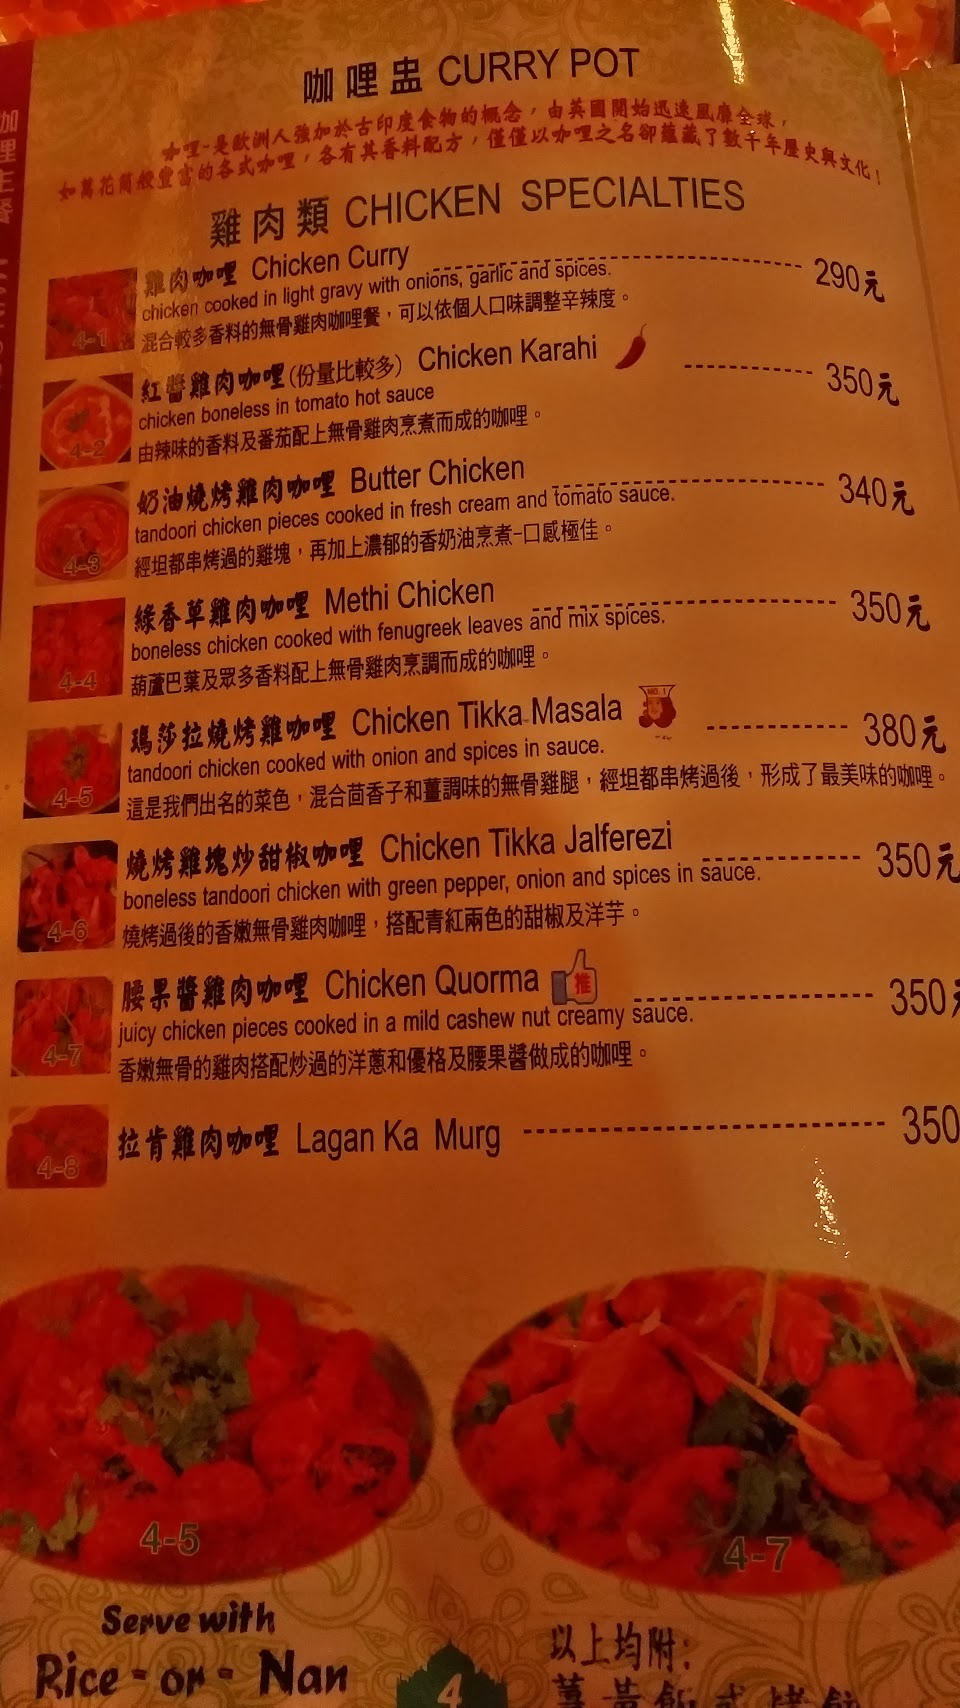 咖哩盅 CURRY POT
咖哩-是歐洲人強加於古印度食物的概念，由英國開始迅速風靡全球，
如萬花筒般豐富的各式咖哩，各有其香料配方，僅僅以咖哩之名卻蘊藏了數千年歷史與文化！
雞肉類 CHICKEN SPECIALTIES
雞肉咖哩 Chicken Curry 290元
chicken cooked in light gravy with onions, garlic and spices.
4-1 混合較多香料的無骨雞肉咖哩餐，可以依個人口味調整辛辣度。
紅醬雞肉咖哩(份量比較多) Chicken Karahi 350元
chicken boneless in tomato hot sauce
4-2 由辣味的香料及番茄配上無骨雞肉烹煮而成的咖哩。
奶油燒烤雞肉咖哩 Butter Chicken 340元
tandoori chicken pieces cooked in fresh cream and tomato sauce.
4-3 經坦都串烤過的雞塊，再加上濃郁的香奶油烹煮-口感極佳。
綠香草雞肉咖哩 Methi Chicken 350元
boneless chicken cooked with fenugreek leaves and mix spices.
4-4 葫蘆巴葉及眾多香料配上無骨雞肉烹調而成的咖哩。
瑪莎拉燒烤雞咖哩 Chicken Tikka Masala NO.1 380元
tandoori chicken cooked with onion and spices in sauce.
4-5 這是我們出名的菜色，混合茴香子和薑調味的無骨雞腿，經坦都串烤過後，形成了最美味的咖哩。
燒烤雞塊炒甜椒咖哩 Chicken Tikka Jalferezi 350元
boneless tandoori chicken with green pepper, onion and spices in sauce.
4-6 燒烤過後的香嫩無骨雞肉咖哩，搭配青紅兩色的甜椒及洋芋。
腰果醬雞肉咖哩 Chicken Quorma 推 350元
juicy chicken pieces cooked in a mild cashew nut creamy sauce.
4-7 香嫩無骨的雞肉搭配炒過的洋蔥和優格及腰果醬做成的咖哩。
4-8 拉肯雞肉咖哩 Lagan Ka Murg 350
4-5
4-7
Serve with
Rice - or - Nan
以上均附:
薑黃飯或烤餅
4
咖哩主餐